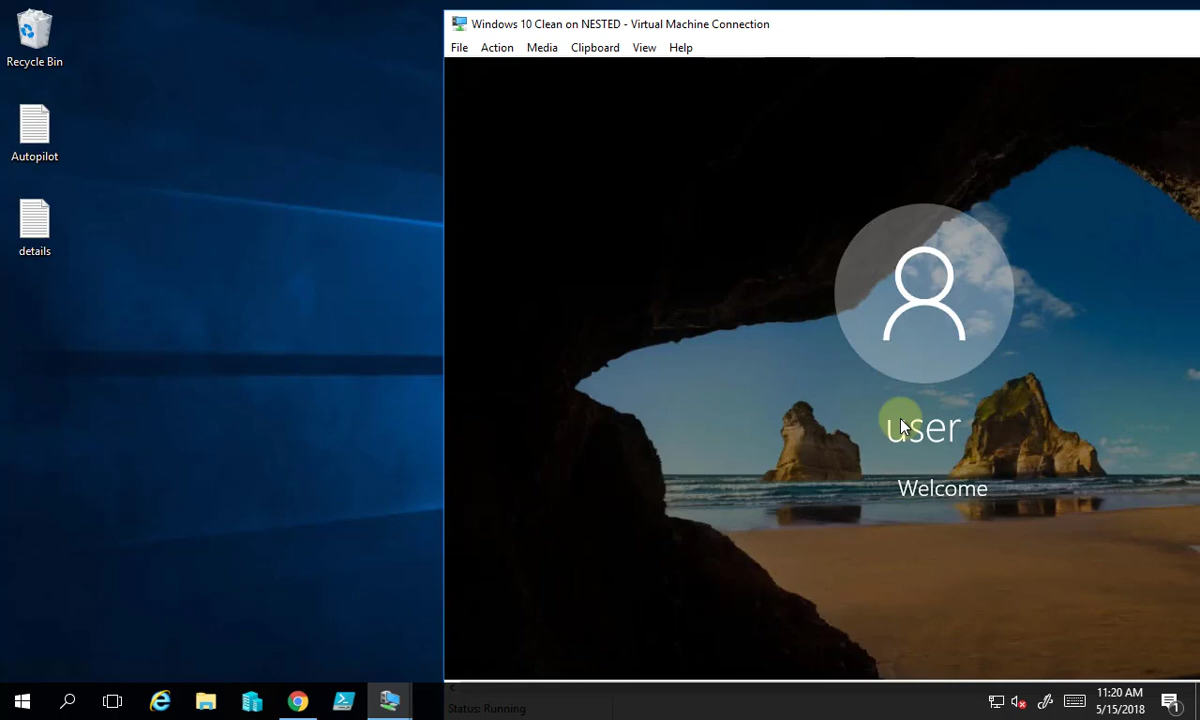 Recycle Bin
Autopilot
details
Windows 10 Clean on NESTED - Virtual Machine Connection
File Action Media Clipboard View Help
user
Welcome
Status: Running
11:20 AM
5/15/2018
1